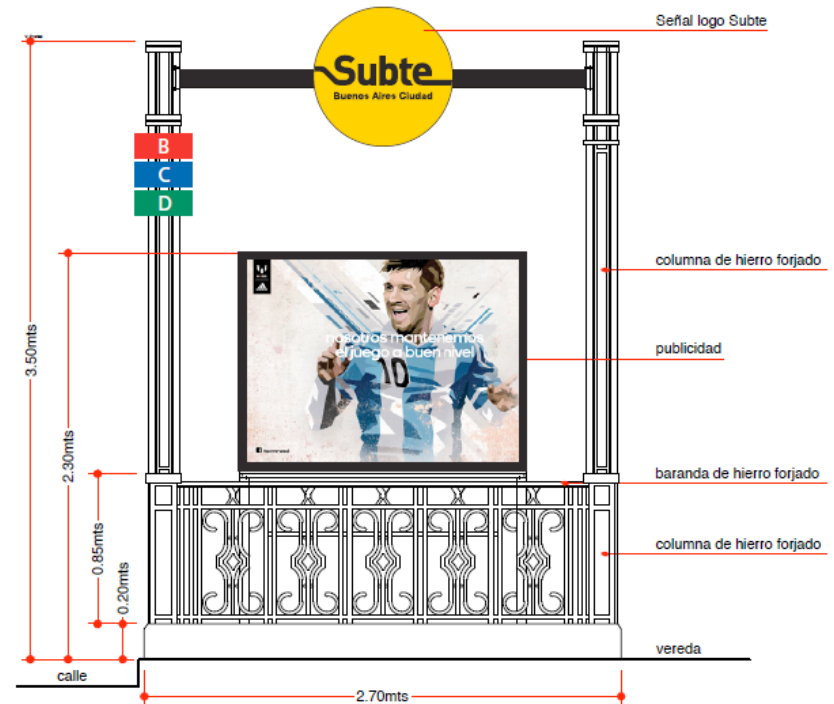 Señal logo Subte
Subte
Buenos Aires Ciudad
B
C
D
columna de hierro forjado
nosotros mantenemos
el juego a buen nivel
10
publicidad
3.50mts
2.30mts
baranda de hierro forjado
0.85mts
columna de hierro forjado
0.20mts
vereda
calle
2.70mts